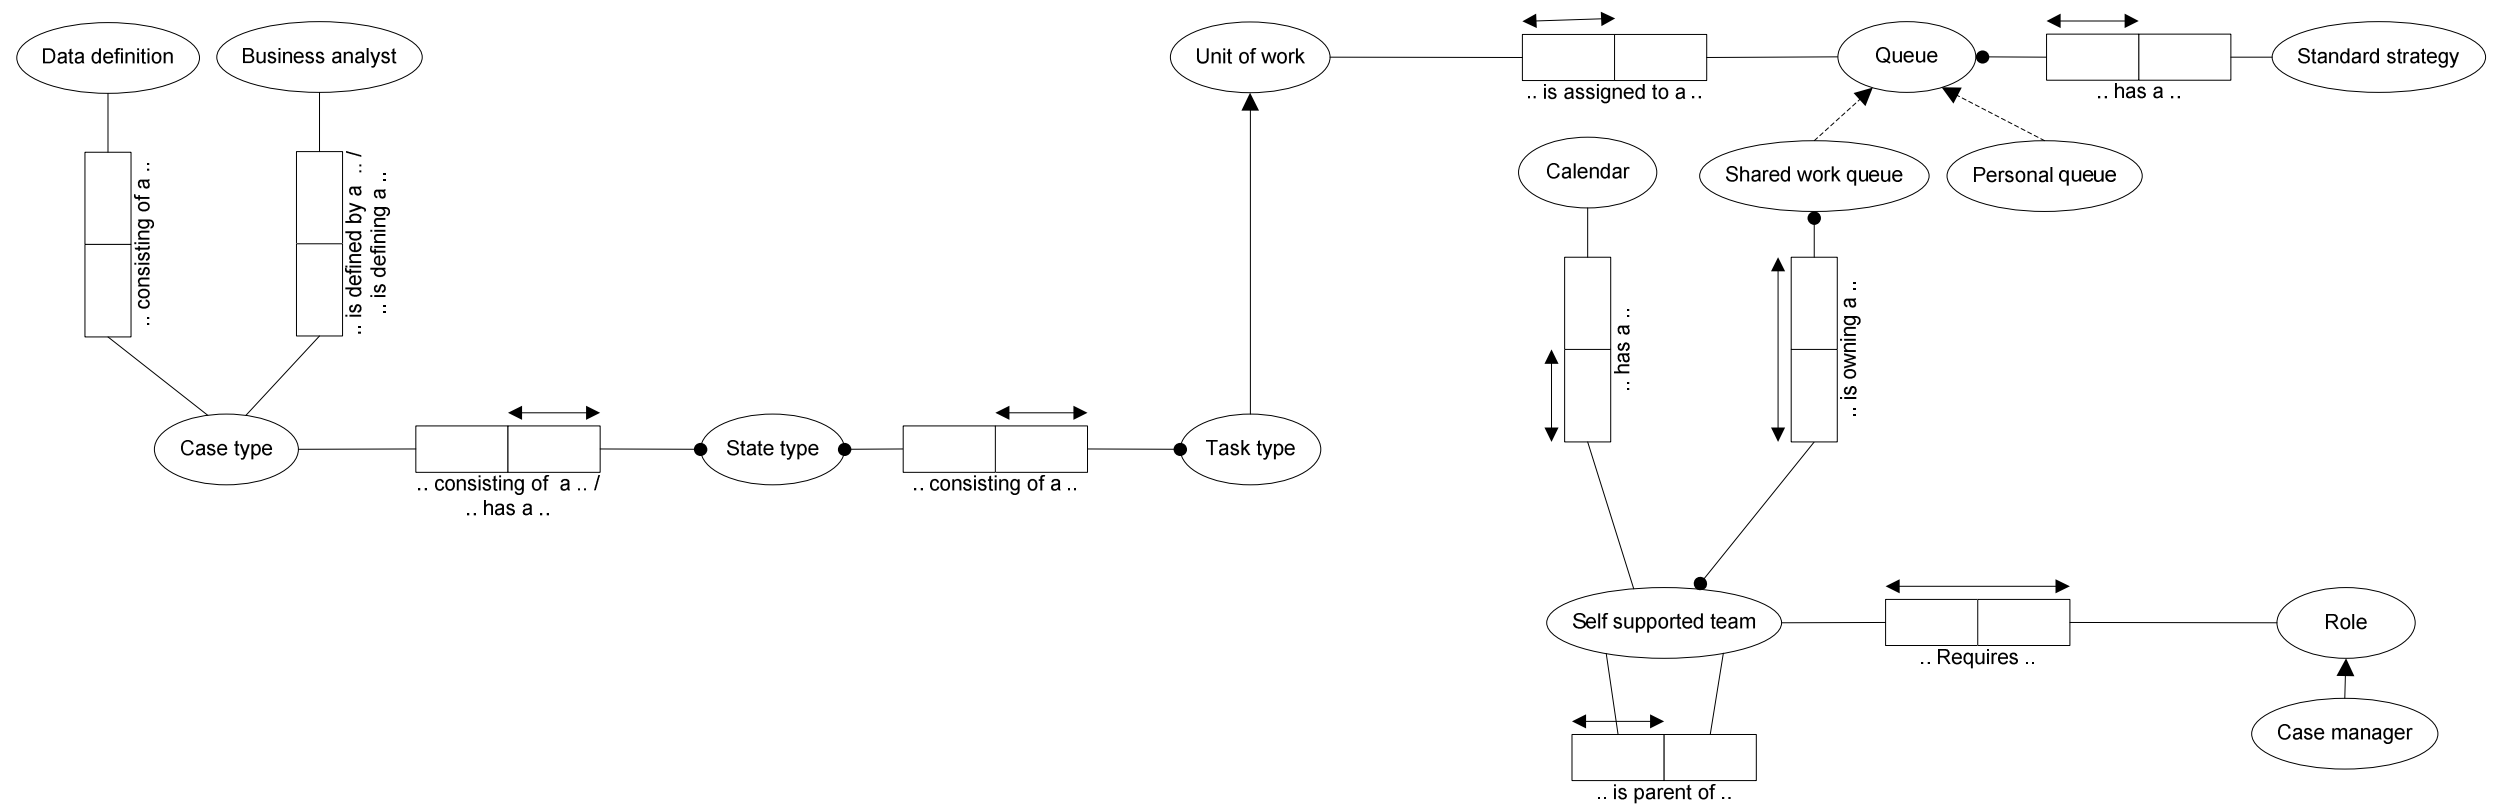 Data definition
Business analyst
Unit of work
Queue
Standard strategy
.. is assigned to a ..
.. has a ..
Calendar
Shared work queue
Personal queue
.. consisting of a ..
.. is defined by a .. /
.. is defining a ..
.. has a ..
.. is owning a ..
Case type
State type
Task type
.. consisting of a .. /
.. has a ..
.. consisting of a ..
Self supported team
Role
.. Requires ..
Case manager
.. is parent of ..